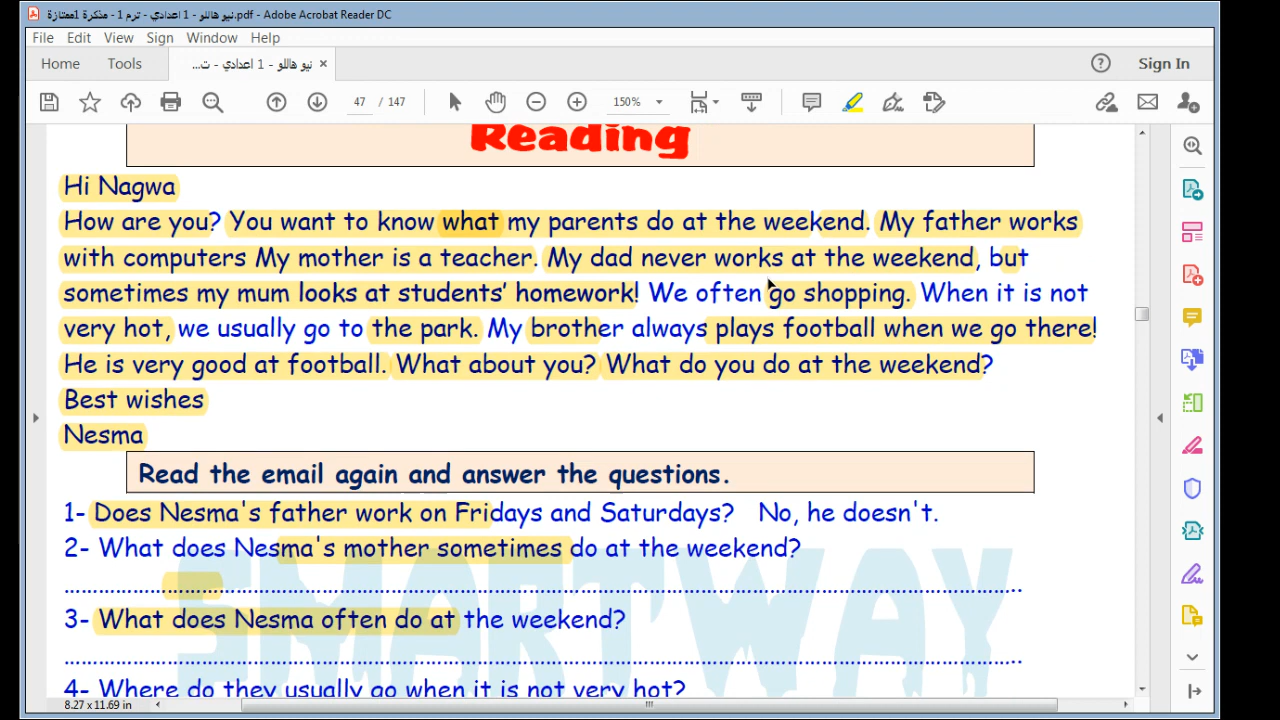 نيو هاللو - 1 اعدادي - ترم 1 - مذكرة 1ممتازة.pdf - Adobe Acrobat Reader DC
File Edit View Sign Window Help
Home Tools نيو هاللو - 1 اعدادي - ت... × Sign In
47 / 147 150%
Reading
Hi Nagwa
How are you? You want to know what my parents do at the weekend. My father works
with computers My mother is a teacher. My dad never works at the weekend, but
sometimes my mum looks at students’ homework! We often go shopping. When it is not
very hot, we usually go to the park. My brother always plays football when we go there!
He is very good at football. What about you? What do you do at the weekend?
Best wishes
Nesma
Read the email again and answer the questions.
1- Does Nesma's father work on Fridays and Saturdays? No, he doesn't.
2- What does Nesma's mother sometimes do at the weekend?
3- What does Nesma often do at the weekend?
4- Where do they usually go when it is not very hot?
SMARTWAY
8.27 x 11.69 in